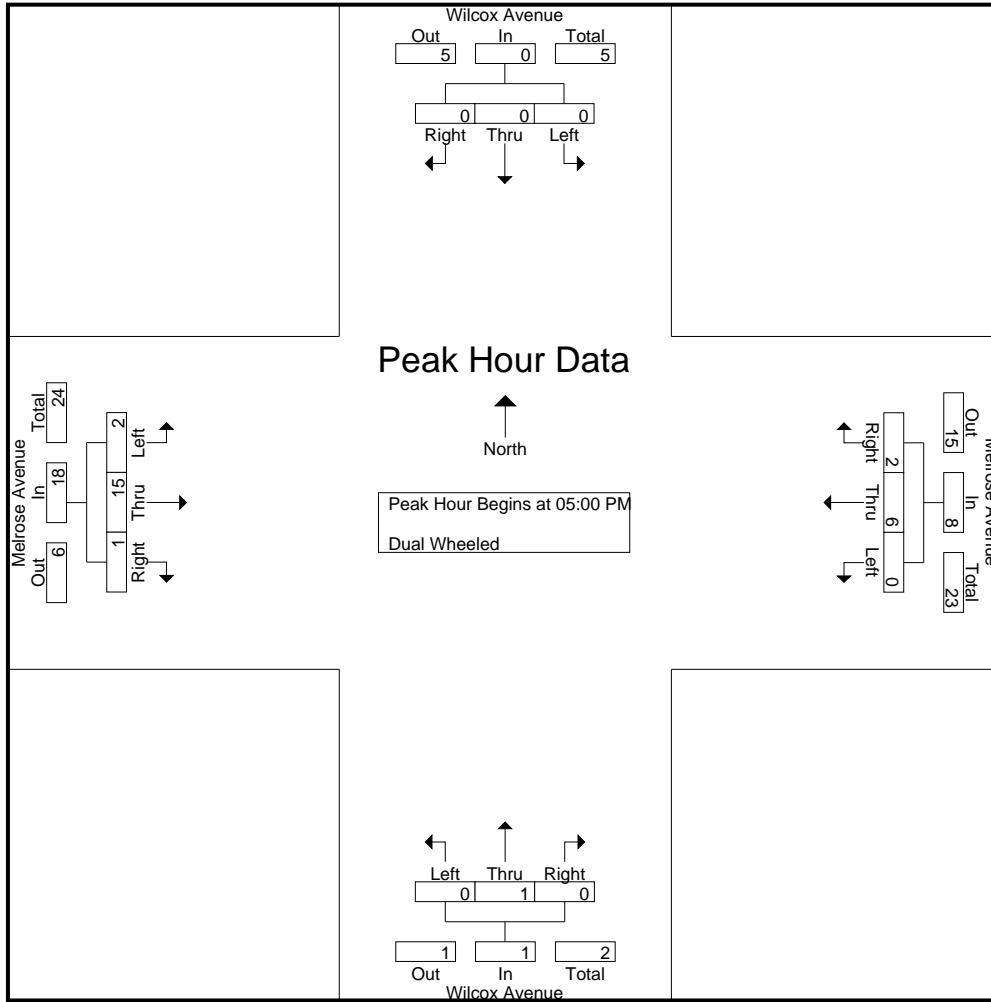 Wilcox Avenue
Out In Total
5 0 5
0 0 0
Right Thru Left
Peak Hour Data
North
Peak Hour Begins at 05:00 PM
Dual Wheeled
Melrose Avenue
Out In Total
6 18 24
1 15 2
Right Thru Left
Melrose Avenue
Out In Total
15 8 23
2 6 0
Right Thru Left
Left Thru Right
0 1 0
1 1 2
Out In Total
Wilcox Avenue